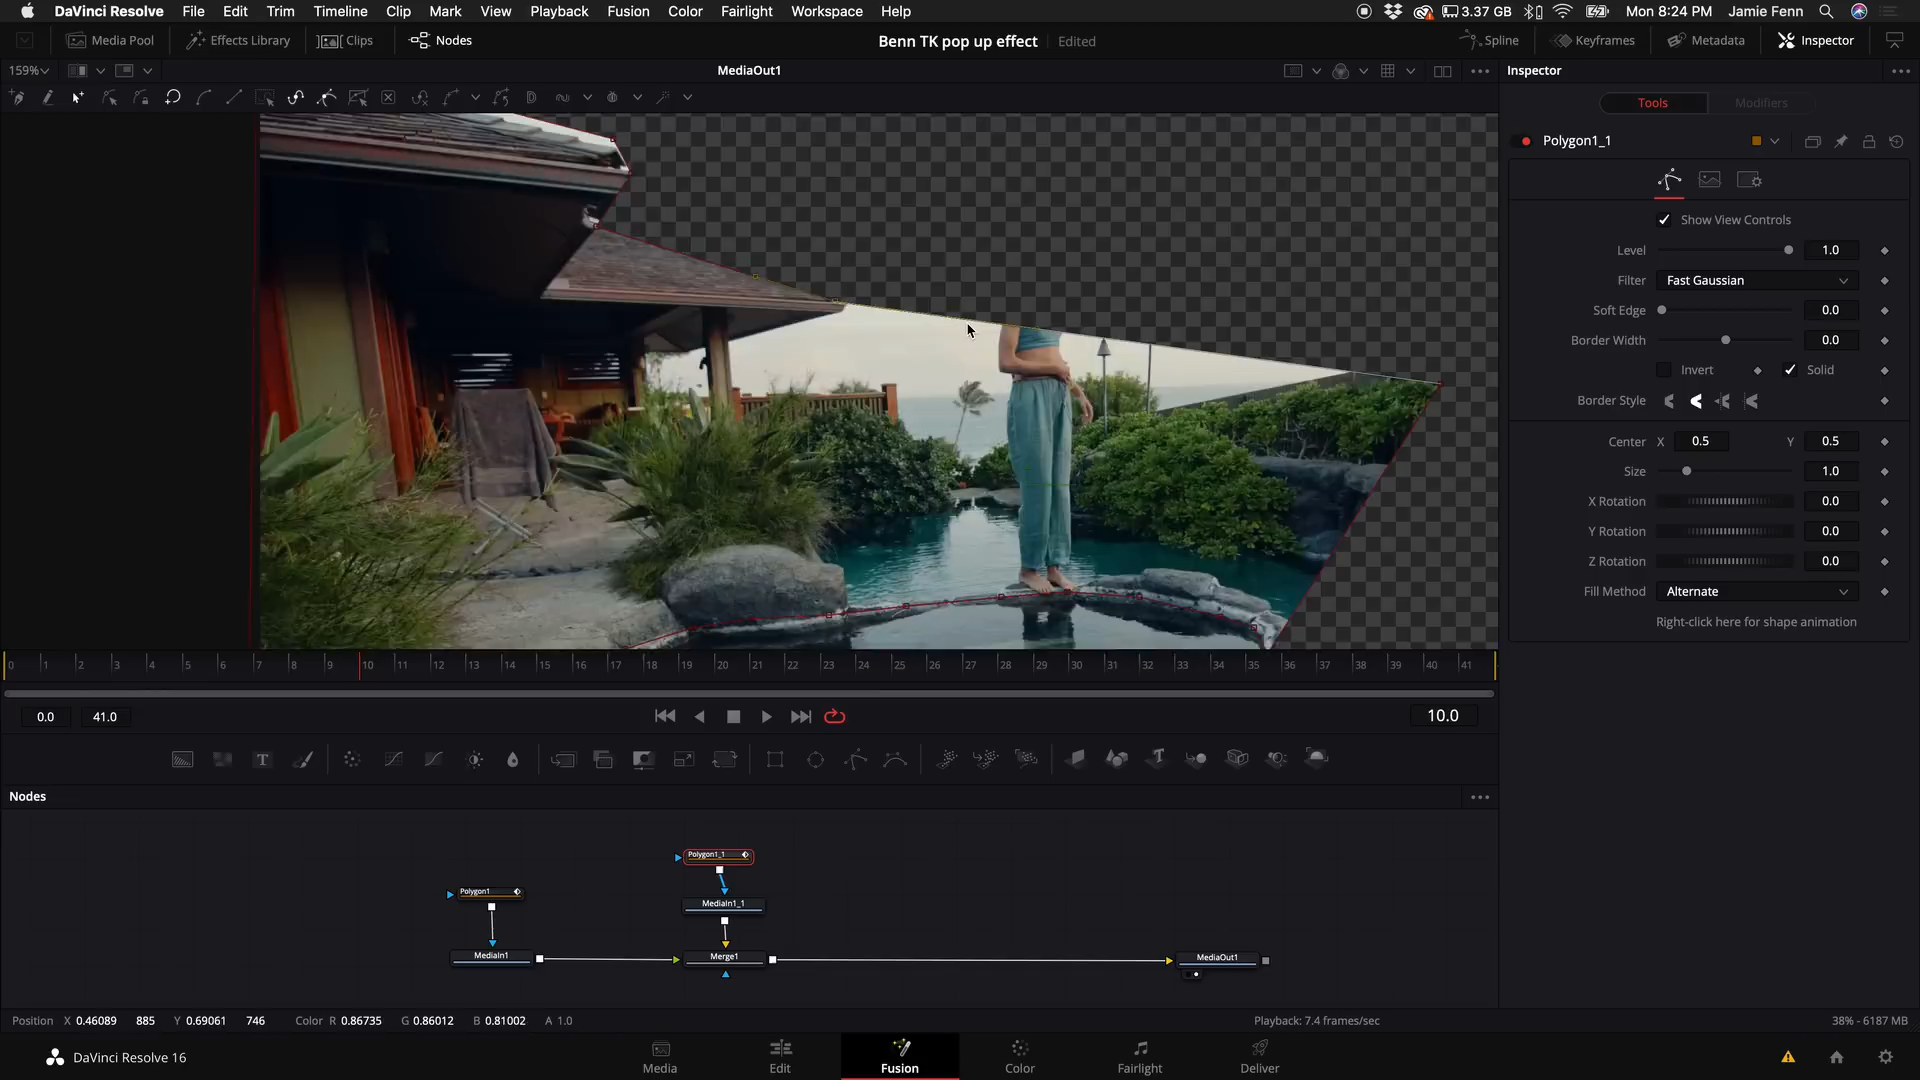 DaVinci Resolve File Edit Trim Timeline Clip Mark View Playback Fusion Color Fairlight Workspace Help 3.37 GB Mon 8:24 PM Jamie Fenn
Media Pool Effects Library Clips Nodes Benn TK pop up effect Edited Spline Keyframes Metadata Inspector
159% MediaOut1 Inspector
Tools Modifiers
Polygon1_1
Show View Controls
Level 1.0
Filter Fast Gaussian
Soft Edge 0.0
Border Width 0.0
Invert Solid
Border Style
Center X 0.5 Y 0.5
Size 1.0
X Rotation 0.0
Y Rotation 0.0
Z Rotation 0.0
Fill Method Alternate
Right-click here for shape animation
0 1 2 3 4 5 6 7 8 9 10 11 12 13 14 15 16 17 18 19 20 21 22 23 24 25 26 27 28 29 30 31 32 33 34 35 36 37 38 39 40 41
0.0 41.0 10.0
Nodes
Polygon1_1
Polygon1
MediaIn1_1
MediaIn1 Merge1 MediaOut1
Position X 0.46089 885 Y 0.69061 746 Color R 0.86735 G 0.86012 B 0.81002 A 1.0 Playback: 7.4 frames/sec 38% - 6187 MB
DaVinci Resolve 16 Media Edit Fusion Color Fairlight Deliver